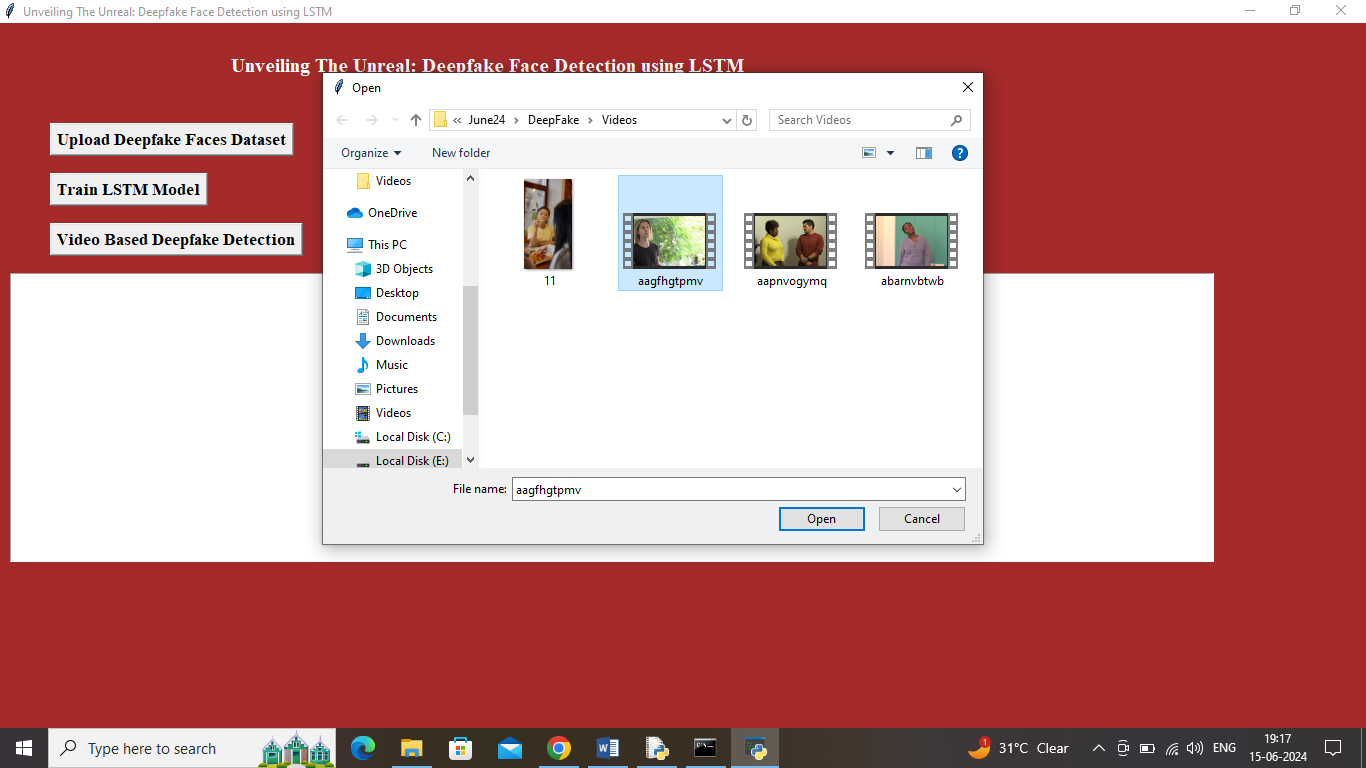 Unveiling The Unreal: Deepfake Face Detection using LSTM
Unveiling The Unreal: Deepfake Face Detection using LSTM
Open
« June24 > DeepFake > Videos
Search Videos
Organize
New folder
Upload Deepfake Faces Dataset
Train LSTM Model
Video Based Deepfake Detection
Videos
OneDrive
This PC
3D Objects
Desktop
Documents
Downloads
Music
Pictures
Videos
Local Disk (C:)
Local Disk (E:)
11
aagfhgtpmv
aapnvogymq
abarnvbtwb
File name: aagfhgtpmv
Open
Cancel
Type here to search
1
31°C Clear
ENG
19:17
15-06-2024